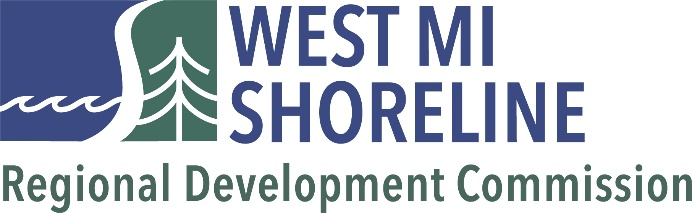 WEST MI
SHORELINE
Regional Development Commission